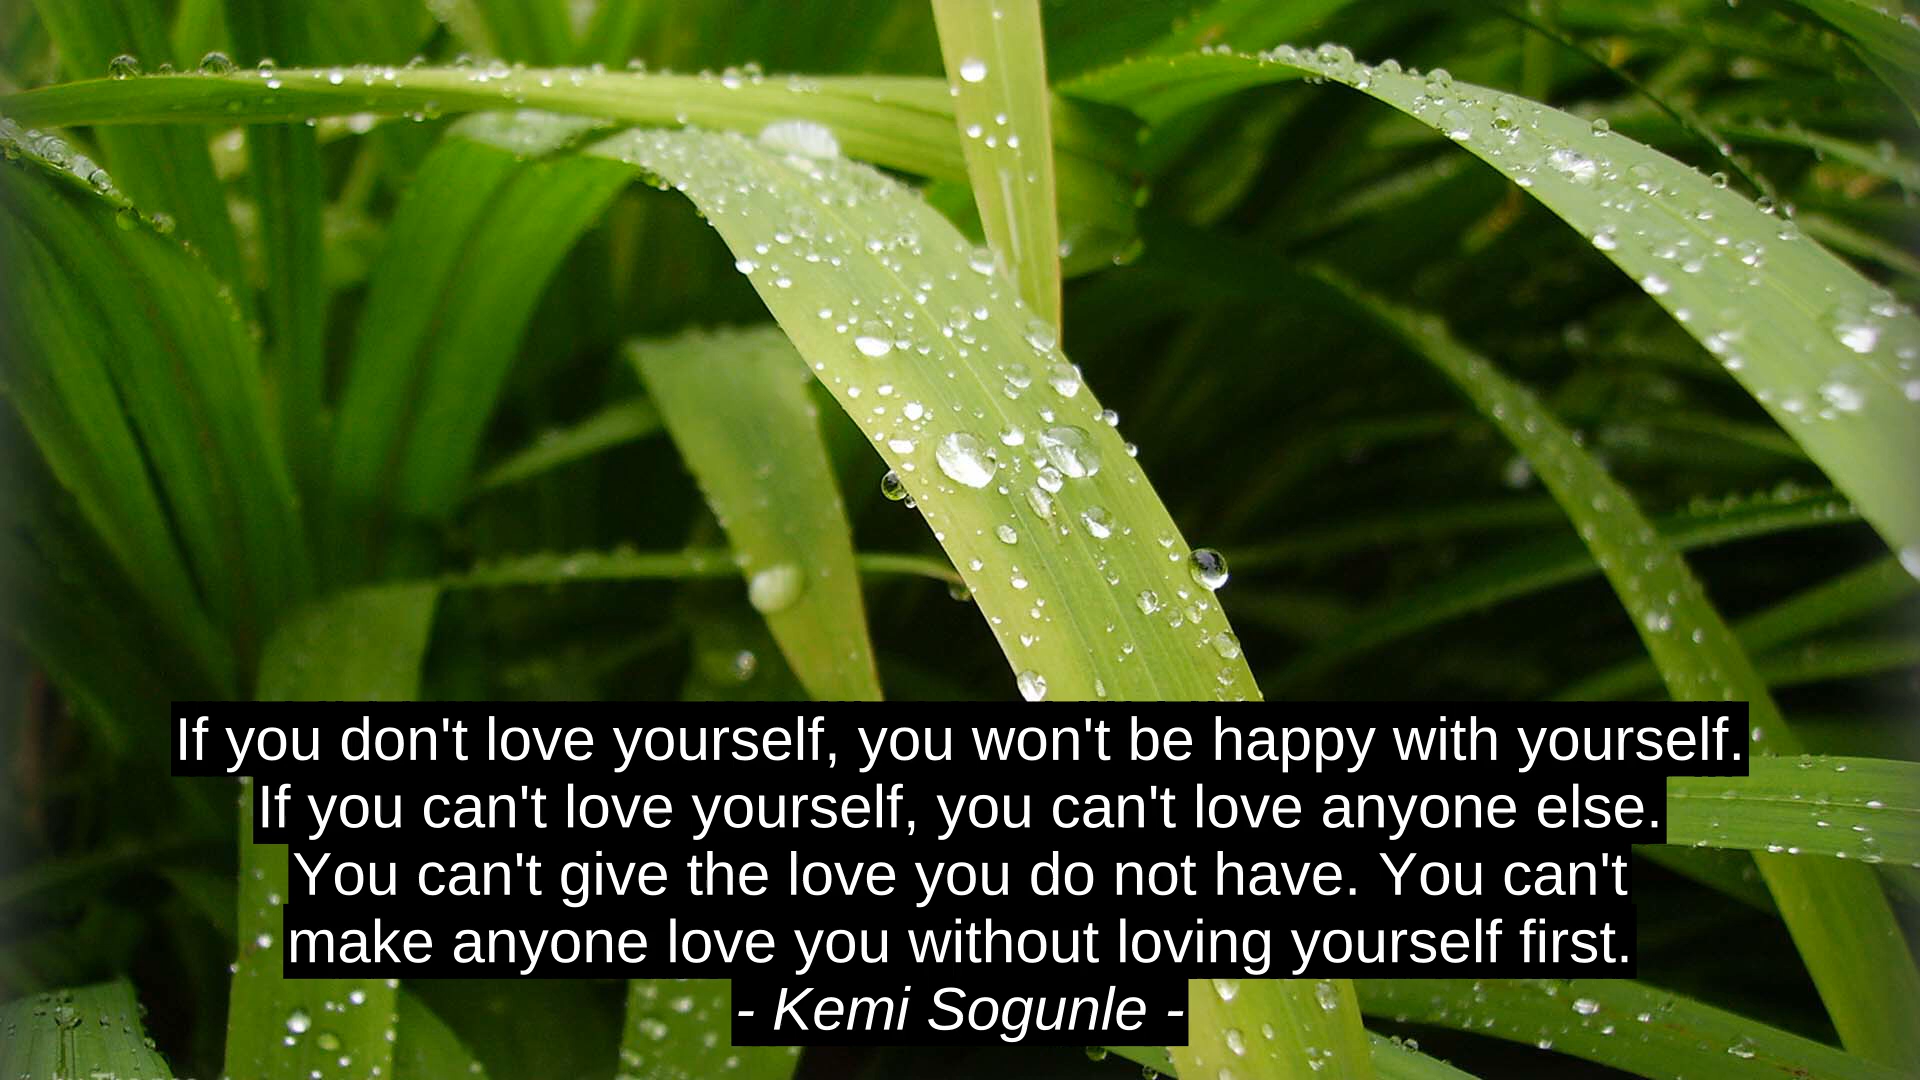 If you don't love yourself, you won't be happy with yourself.
If you can't love yourself, you can't love anyone else.
You can't give the love you do not have. You can't
make anyone love you without loving yourself first.
- Kemi Sogunle -